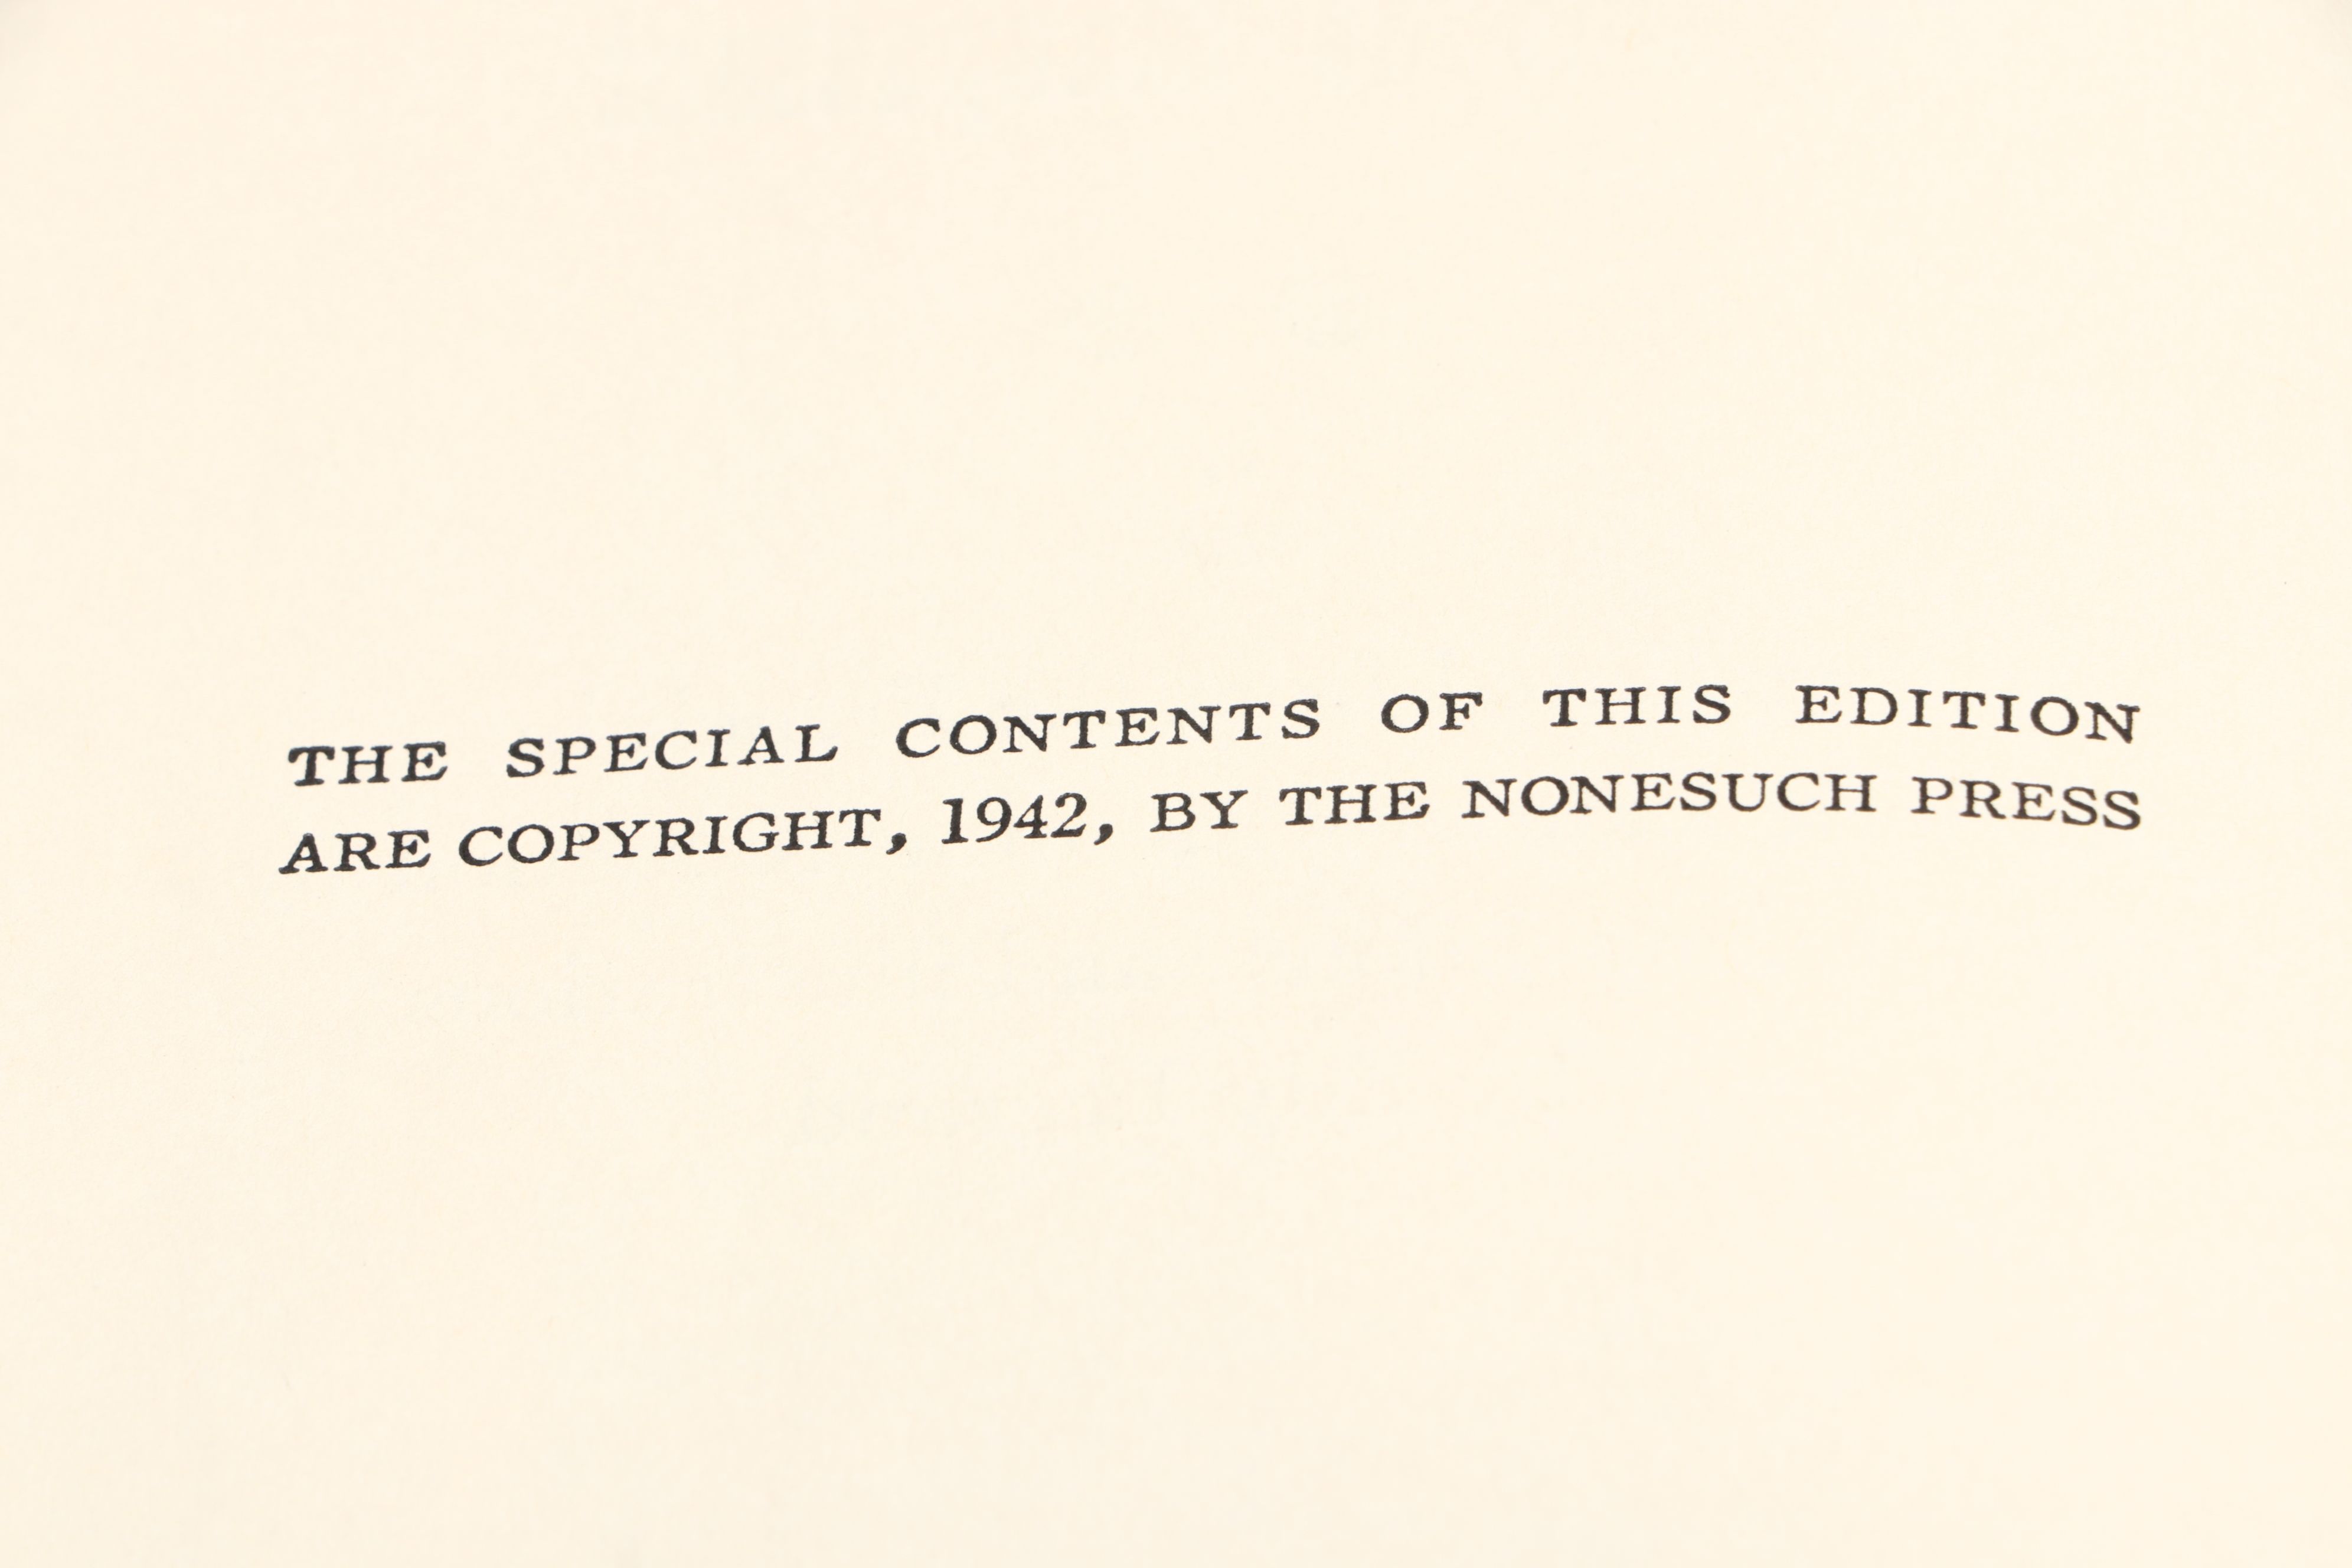 THE SPECIAL CONTENTS OF THIS EDITION
ARE COPYRIGHT, 1942, BY THE NONESUCH PRESS